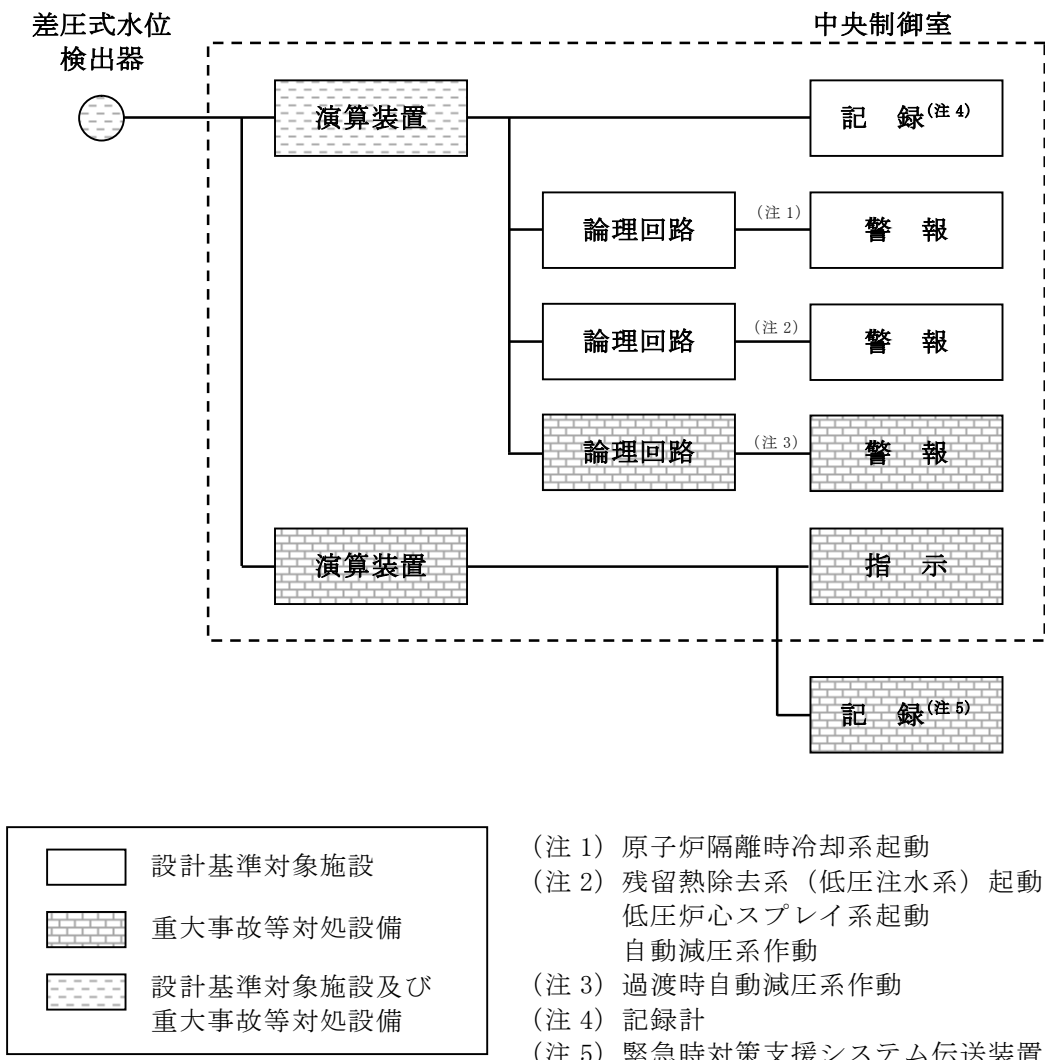 差圧式水位
検出器
中央制御室
演算装置
記 録(注 4)
論理回路
(注 1)
警 報
論理回路
(注 2)
警 報
論理回路
(注 3)
警 報
演算装置
指 示
記 録(注 5)
設計基準対象施設
重大事故等対処設備
設計基準対象施設及び
重大事故等対処設備
(注 1) 原子炉隔離時冷却系起動
(注 2) 残留熱除去系(低圧注水系)起動
低圧炉心スプレイ系起動
自動減圧系作動
(注 3) 過渡時自動減圧系作動
(注 4) 記録計
(注 5) 緊急時対策支援システム伝送装置